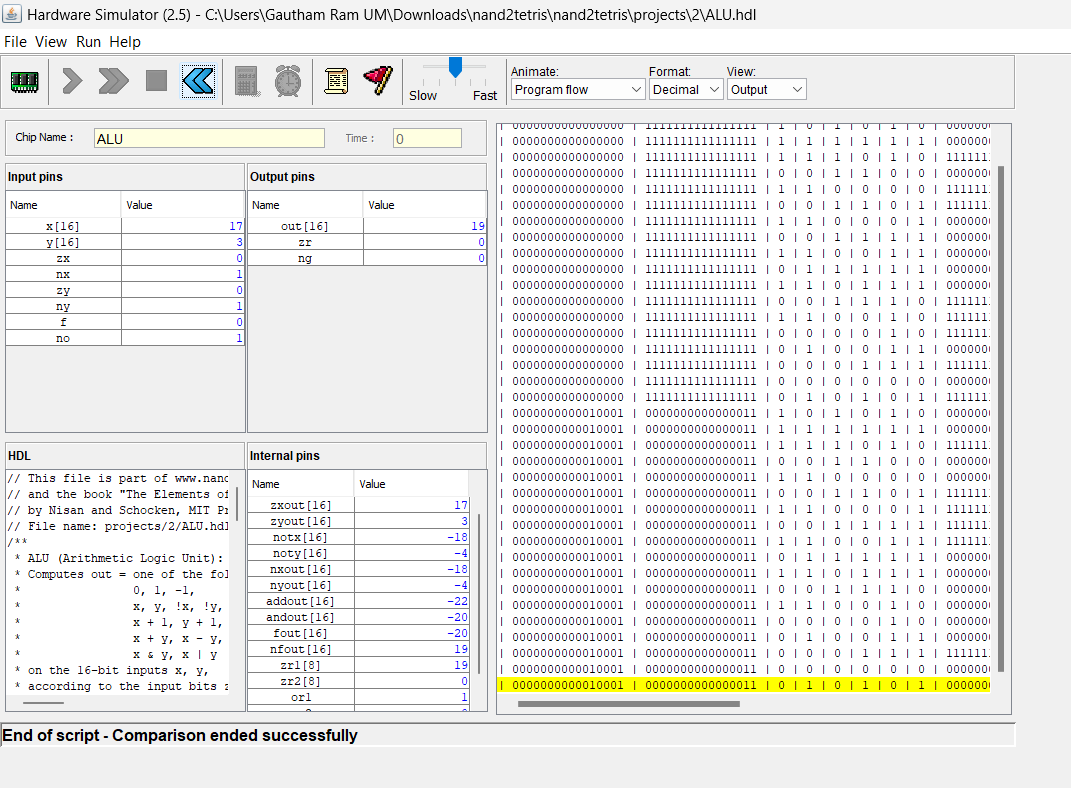 Hardware Simulator (2.5) - C:\Users\Gautham Ram UM\Downloads\nand2tetris\nand2tetris\projects\2\ALU.hdl
File View Run Help
Slow Fast
Animate: Format: View:
Program flow Decimal Output
Chip Name : ALU Time : 0
Input pins
Name Value
x[16] 17
y[16] 3
zx 0
nx 1
zy 0
ny 1
f 0
no 1
Output pins
Name Value
out[16] 19
zr 0
ng 0
HDL
// This file is part of www.nand
// and the book "The Elements of
// by Nisan and Schocken, MIT Pr
// File name: projects/2/ALU.hdl
/**
* ALU (Arithmetic Logic Unit):
* Computes out = one of the fol
* 0, 1, -1,
* x, y, !x, !y,
* x + 1, y + 1,
* x + y, x - y,
* x & y, x | y
* on the 16-bit inputs x, y,
* according to the input bits z
Internal pins
Name Value
zxout[16] 17
zyout[16] 3
notx[16] -18
noty[16] -4
nxout[16] -18
nyout[16] -4
addout[16] -22
andout[16] -20
fout[16] -20
nfout[16] 19
zr1[8] 19
zr2[8] 0
or1 1
| 0000000000000000 | 1111111111111111 | 1 | 0 | 1 | 0 | 1 | 0 | 000000
| 0000000000000000 | 1111111111111111 | 1 | 1 | 1 | 1 | 1 | 1 | 000000
| 0000000000000000 | 1111111111111111 | 1 | 1 | 1 | 0 | 1 | 0 | 111111
| 0000000000000000 | 1111111111111111 | 0 | 0 | 1 | 1 | 0 | 0 | 000000
| 0000000000000000 | 1111111111111111 | 1 | 1 | 0 | 0 | 0 | 0 | 111111
| 0000000000000000 | 1111111111111111 | 0 | 0 | 1 | 1 | 0 | 1 | 111111
| 0000000000000000 | 1111111111111111 | 1 | 1 | 0 | 0 | 0 | 1 | 000000
| 0000000000000000 | 1111111111111111 | 0 | 0 | 1 | 1 | 1 | 1 | 000000
| 0000000000000000 | 1111111111111111 | 1 | 1 | 0 | 0 | 1 | 1 | 000000
| 0000000000000000 | 1111111111111111 | 0 | 1 | 1 | 1 | 1 | 1 | 000000
| 0000000000000000 | 1111111111111111 | 1 | 1 | 0 | 1 | 1 | 1 | 000000
| 0000000000000000 | 1111111111111111 | 0 | 0 | 1 | 1 | 1 | 0 | 111111
| 0000000000000000 | 1111111111111111 | 1 | 1 | 0 | 0 | 1 | 0 | 111111
| 0000000000000000 | 1111111111111111 | 0 | 0 | 0 | 0 | 1 | 0 | 111111
| 0000000000000000 | 1111111111111111 | 0 | 1 | 0 | 0 | 1 | 1 | 000000
| 0000000000000000 | 1111111111111111 | 0 | 0 | 0 | 1 | 1 | 1 | 111111
| 0000000000000000 | 1111111111111111 | 0 | 0 | 0 | 0 | 0 | 0 | 000000
| 0000000000000000 | 1111111111111111 | 0 | 1 | 0 | 1 | 0 | 1 | 111111
| 0000000000010001 | 0000000000000011 | 1 | 0 | 1 | 0 | 1 | 0 | 000000
| 0000000000010001 | 0000000000000011 | 1 | 1 | 1 | 1 | 1 | 1 | 000000
| 0000000000010001 | 0000000000000011 | 1 | 1 | 1 | 0 | 1 | 0 | 111111
| 0000000000010001 | 0000000000000011 | 0 | 0 | 1 | 1 | 0 | 0 | 000000
| 0000000000010001 | 0000000000000011 | 1 | 1 | 0 | 0 | 0 | 0 | 000000
| 0000000000010001 | 0000000000000011 | 0 | 0 | 1 | 1 | 0 | 1 | 111111
| 0000000000010001 | 0000000000000011 | 1 | 1 | 0 | 0 | 0 | 1 | 111111
| 0000000000010001 | 0000000000000011 | 0 | 0 | 1 | 1 | 1 | 1 | 111111
| 0000000000010001 | 0000000000000011 | 1 | 1 | 0 | 0 | 1 | 1 | 111111
| 0000000000010001 | 0000000000000011 | 0 | 1 | 1 | 1 | 1 | 1 | 000000
| 0000000000010001 | 0000000000000011 | 1 | 1 | 0 | 1 | 1 | 1 | 000000
| 0000000000010001 | 0000000000000011 | 0 | 0 | 1 | 1 | 1 | 0 | 000000
| 0000000000010001 | 0000000000000011 | 1 | 1 | 0 | 0 | 1 | 0 | 000000
| 0000000000010001 | 0000000000000011 | 0 | 0 | 0 | 0 | 1 | 0 | 000000
| 0000000000010001 | 0000000000000011 | 0 | 1 | 0 | 0 | 1 | 1 | 000000
| 0000000000010001 | 0000000000000011 | 0 | 0 | 0 | 1 | 1 | 1 | 111111
| 0000000000010001 | 0000000000000011 | 0 | 0 | 0 | 0 | 0 | 0 | 000000
| 0000000000010001 | 0000000000000011 | 0 | 1 | 0 | 1 | 0 | 1 | 000000
End of script - Comparison ended successfully